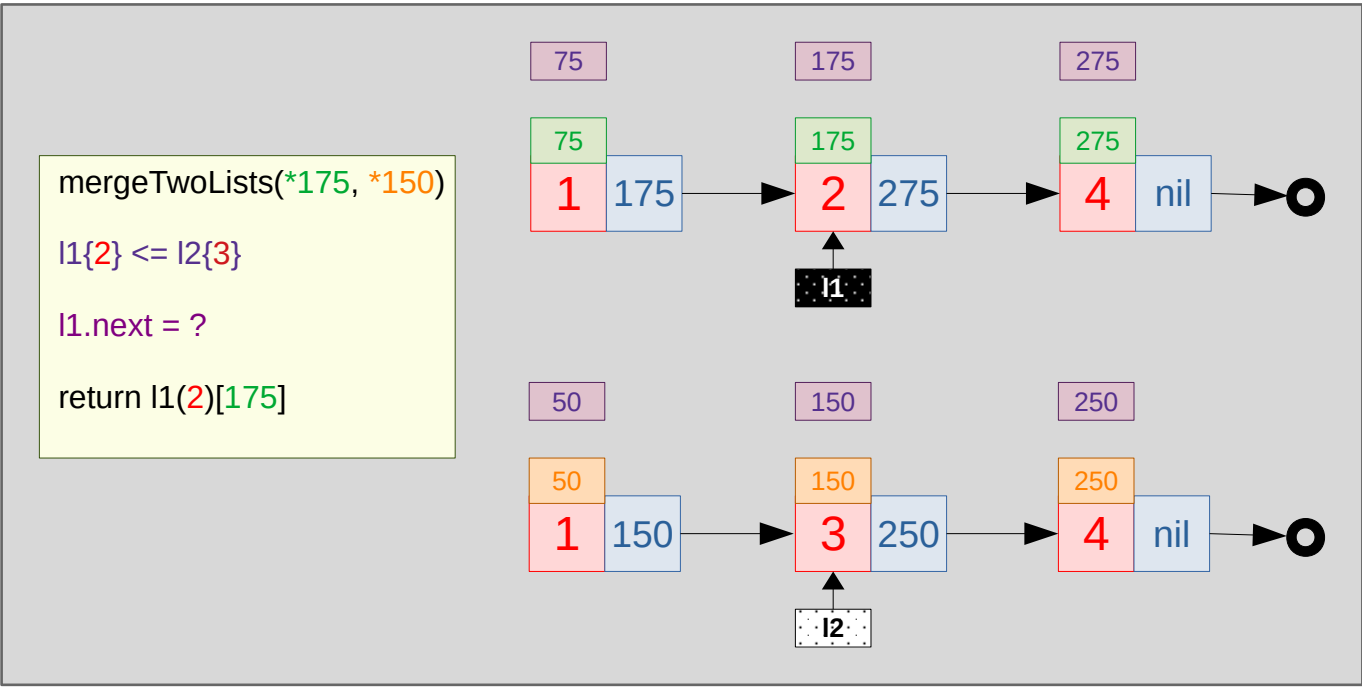 mergeTwoLists(*175, *150)
l1{2} <= l2{3}
l1.next = ?
return l1(2)[175]
75 175 275
75 175 275
1 175 2 275 4 nil
l1
50 150 250
50 150 250
1 150 3 250 4 nil
l2